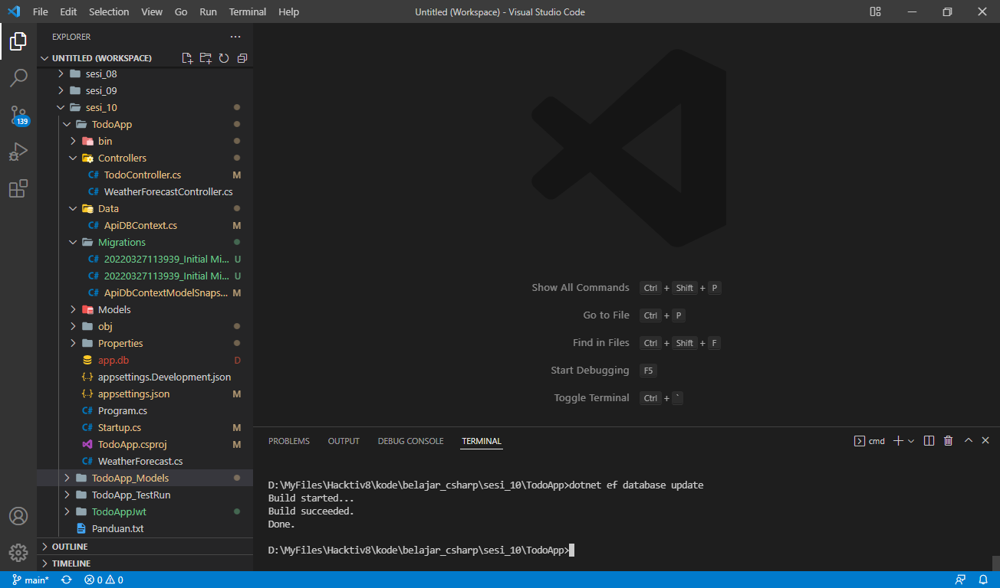 File Edit Selection View Go Run Terminal Help
Untitled (Workspace) - Visual Studio Code
EXPLORER
UNTITLED (WORKSPACE)
sesi_08
sesi_09
sesi_10
TodoApp
bin
Controllers
C# TodoController.cs M
C# WeatherForecastController.cs
Data
C# ApiDBContext.cs M
Migrations
C# 20220327113939_Initial Mi... U
C# 20220327113939_Initial Mi... U
C# ApiDbContextModelSnaps... M
Models
obj
Properties
app.db D
{..} appsettings.Development.json
{..} appsettings.json M
C# Program.cs
C# Startup.cs M
TodoApp.csproj M
C# WeatherForecast.cs
TodoApp_Models
TodoApp_TestRun
TodoAppJwt
Panduan.txt
OUTLINE
TIMELINE
139
Show All Commands Ctrl + Shift + P
Go to File Ctrl + P
Find in Files Ctrl + Shift + F
Start Debugging F5
Toggle Terminal Ctrl + `
PROBLEMS OUTPUT DEBUG CONSOLE TERMINAL
cmd
D:\MyFiles\Hacktiv8\kode\belajar_csharp\sesi_10\TodoApp>dotnet ef database update
Build started...
Build succeeded.
Done.
D:\MyFiles\Hacktiv8\kode\belajar_csharp\sesi_10\TodoApp>
main* 0 0